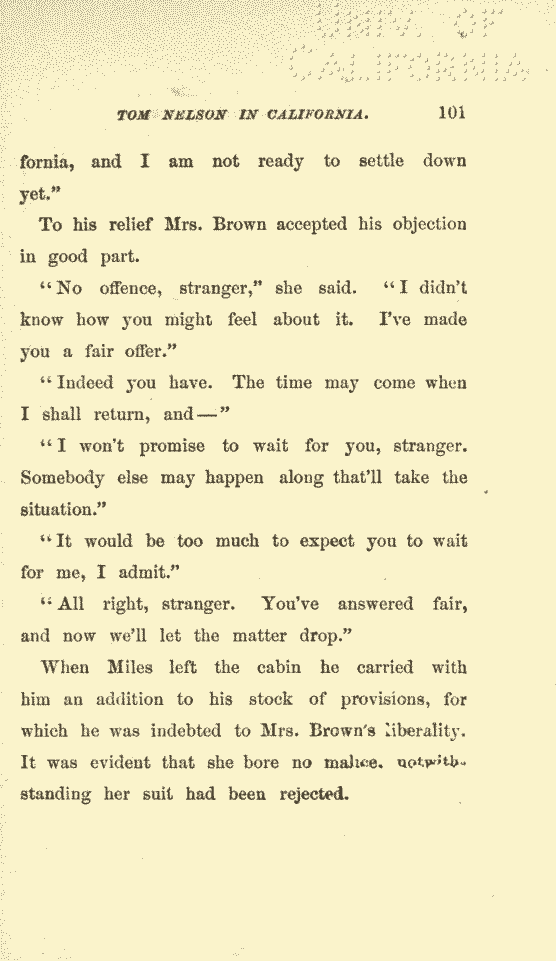 UNIV. OF
CALIFORNIA
TOM NELSON IN CALIFORNIA. 101
fornia, and I am not ready to settle down
yet.”
To his relief Mrs. Brown accepted his objection
in good part.
“No offence, stranger,” she said. “I didn’t
know how you might feel about it. I’ve made
you a fair offer.”
“Indeed you have. The time may come when
I shall return, and—”
“I won’t promise to wait for you, stranger.
Somebody else may happen along that’ll take the
situation.”
“It would be too much to expect you to wait
for me, I admit.”
“All right, stranger. You’ve answered fair,
and now we’ll let the matter drop.”
When Miles left the cabin he carried with
him an addition to his stock of provisions, for
which he was indebted to Mrs. Brown’s liberality.
It was evident that she bore no malice, notwith-
standing her suit had been rejected.